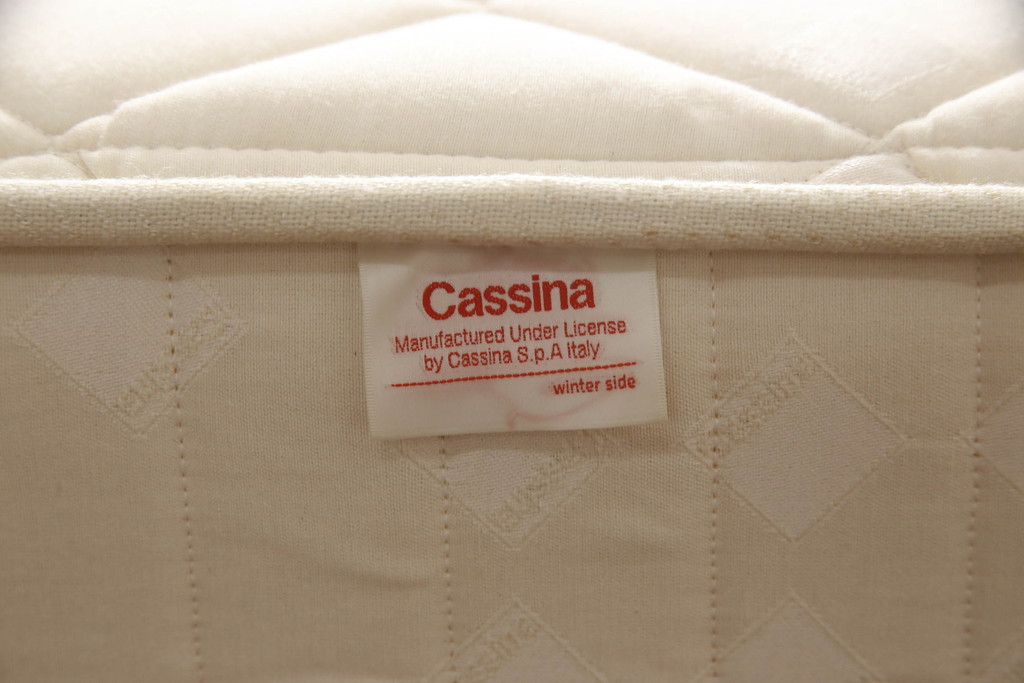 Cassina
Manufactured Under License
by Cassina S.p.A Italy
winter side